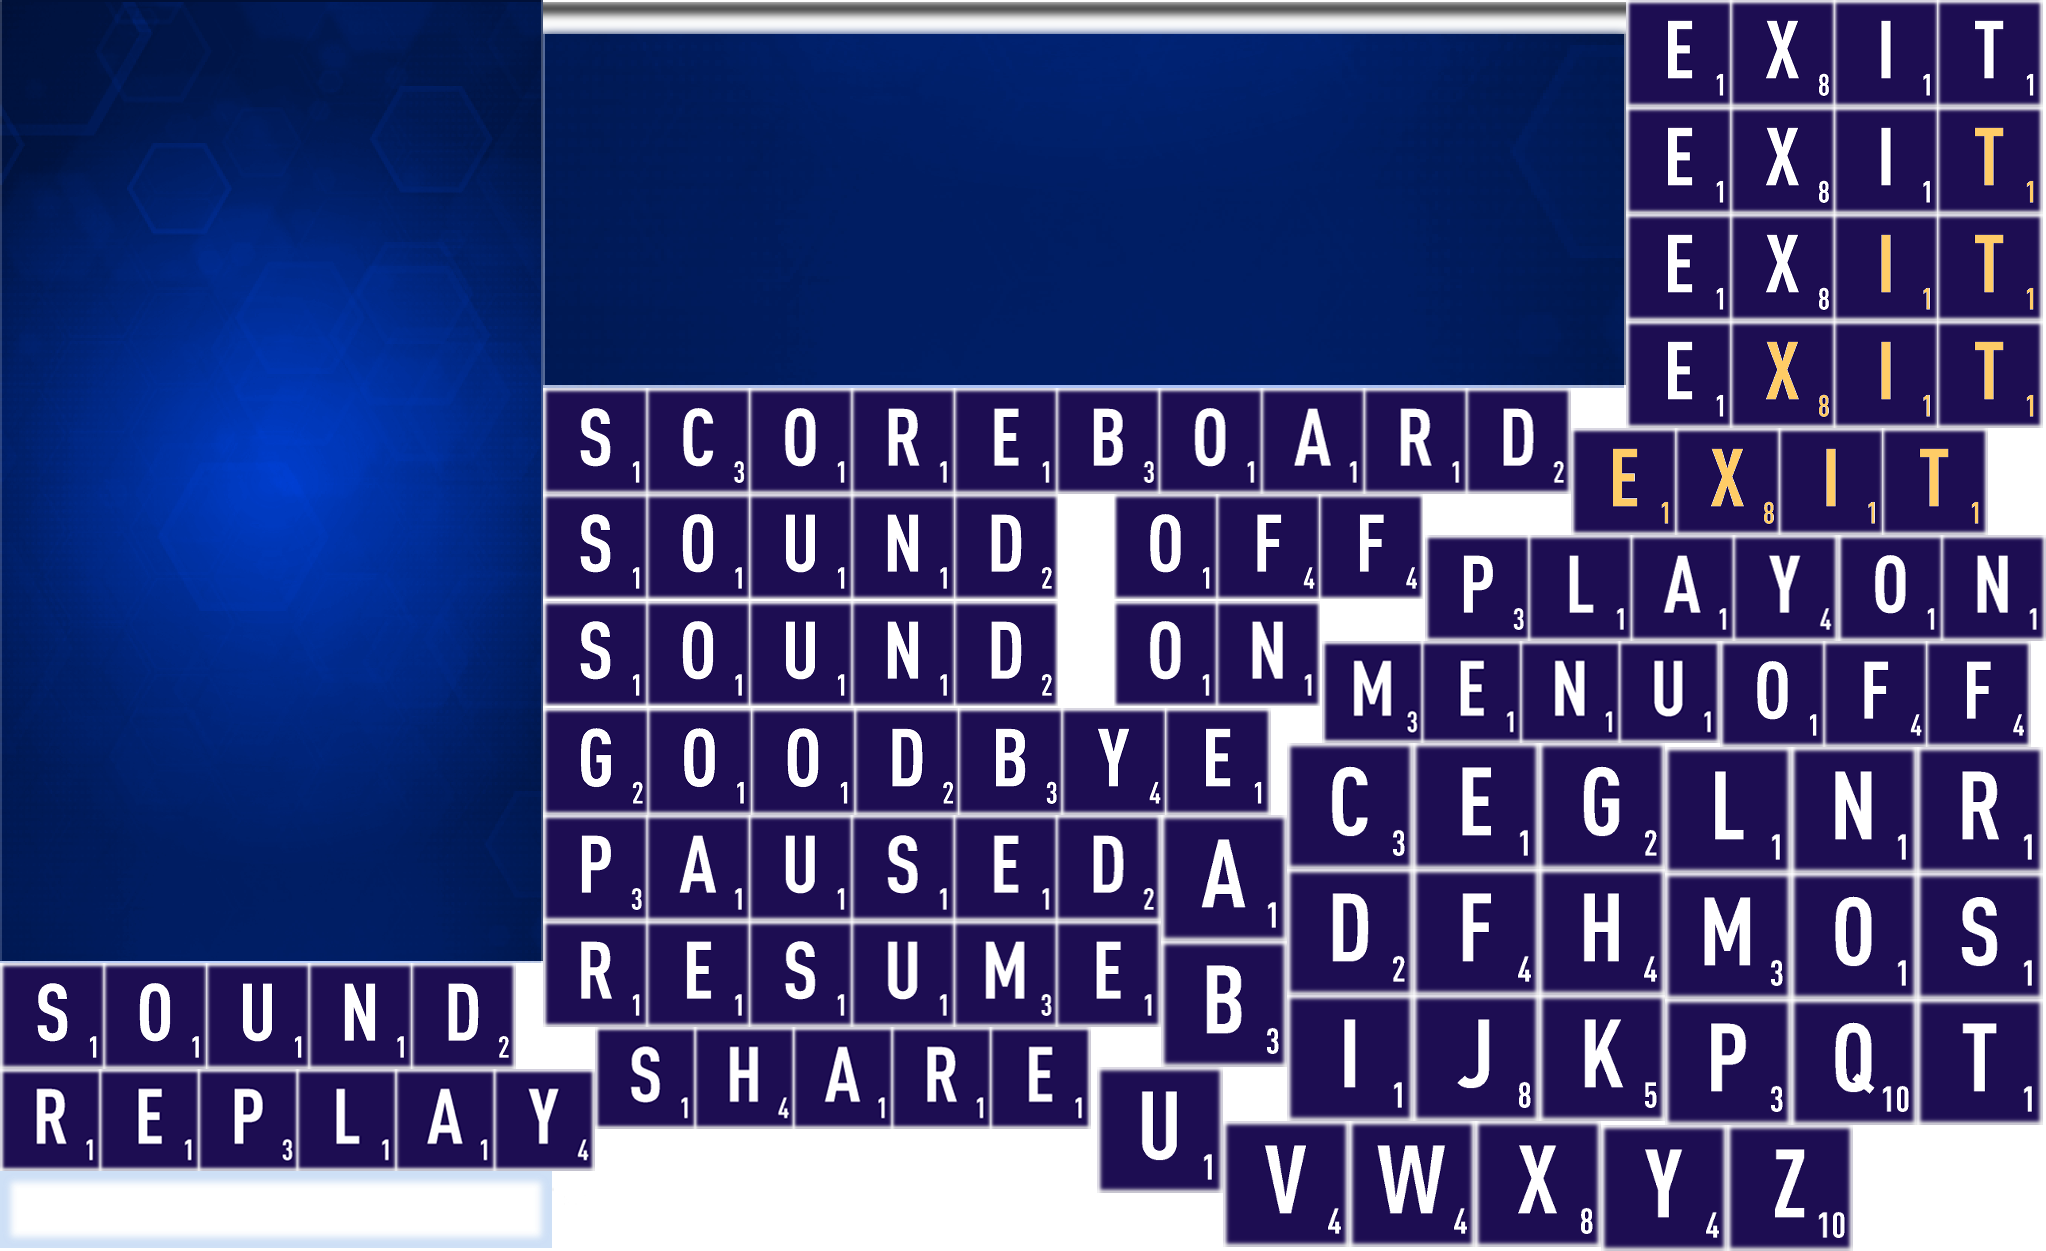 E1 X8 I1 T1
E1 X8 I1 T1
E1 X8 I1 T1
E1 X8 I1 T1
S1 C3 O1 R1 E1 B3 O1 A1 R1 D2
E1 X8 I1 T1
S1 O1 U1 N1 D2 O1 F4 F4
P3 L1 A1 Y4 O1 N1
S1 O1 U1 N1 D2 O1 N1
M3 E1 N1 U1 O1 F4 F4
G2 O1 O1 D2 B3 Y4 E1
C3 E1 G2 L1 N1 R1
P3 A1 U1 S1 E1 D2 A1
D2 F4 H4 M3 O1 S1
R1 E1 S1 U1 M3 E1 B3
I1 J8 K5 P3 Q10 T1
S1 O1 U1 N1 D2
S1 H4 A1 R1 E1
R1 E1 P3 L1 A1 Y4
U1 V4 W4 X8 Y4 Z10